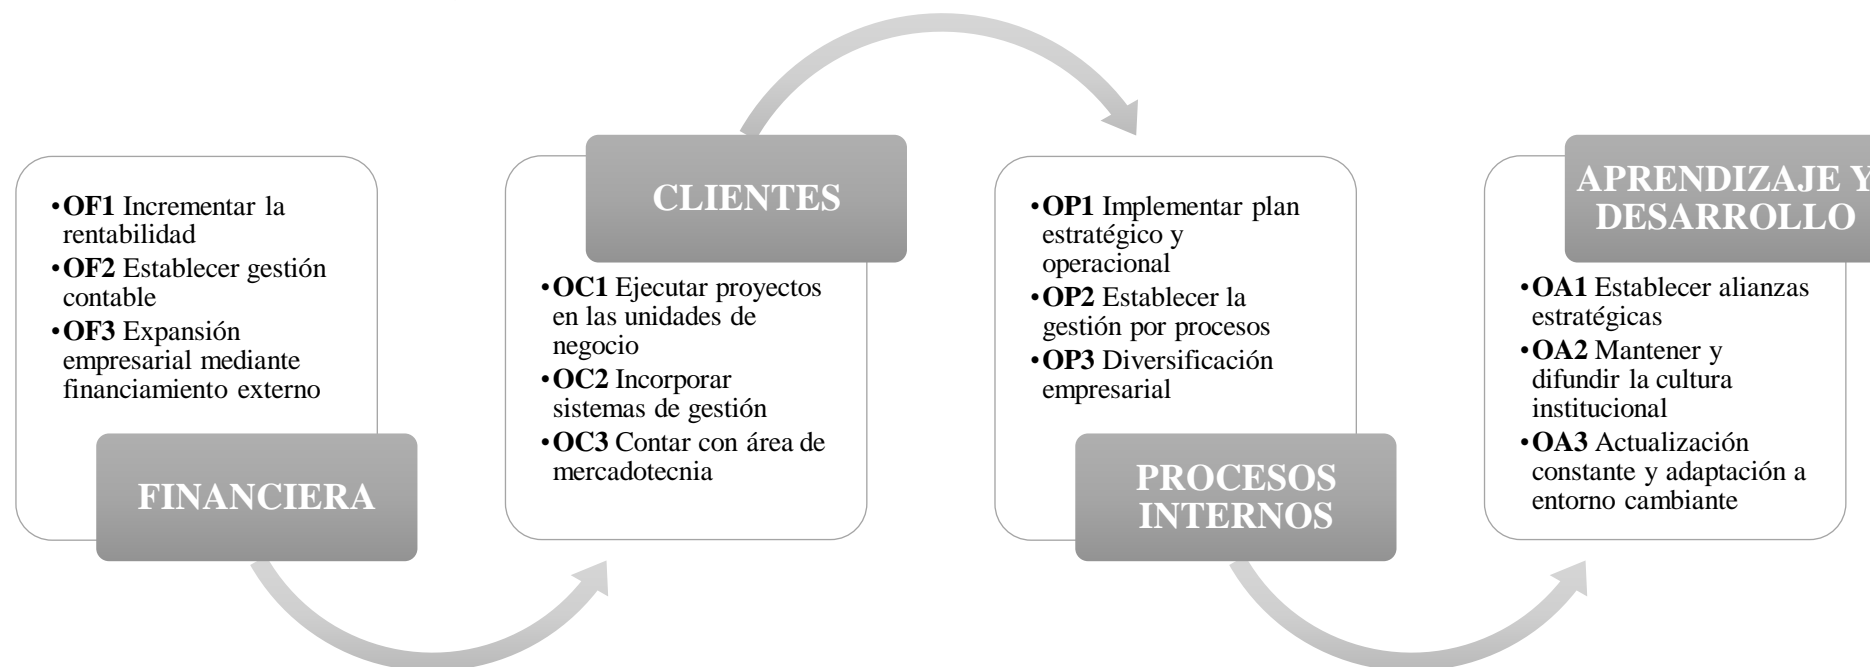 •OF1 Incrementar la
rentabilidad
•OF2 Establecer gestión
contable
•OF3 Expansión
empresarial mediante
financiamiento externo
FINANCIERA
CLIENTES
•OC1 Ejecutar proyectos
en las unidades de
negocio
•OC2 Incorporar
sistemas de gestión
•OC3 Contar con área de
mercadotecnia
•OP1 Implementar plan
estratégico y
operacional
•OP2 Establecer la
gestión por procesos
•OP3 Diversificación
empresarial
PROCESOS
INTERNOS
APRENDIZAJE Y
DESARROLLO
•OA1 Establecer alianzas
estratégicas
•OA2 Mantener y
difundir la cultura
institucional
•OA3 Actualización
constante y adaptación a
entorno cambiante